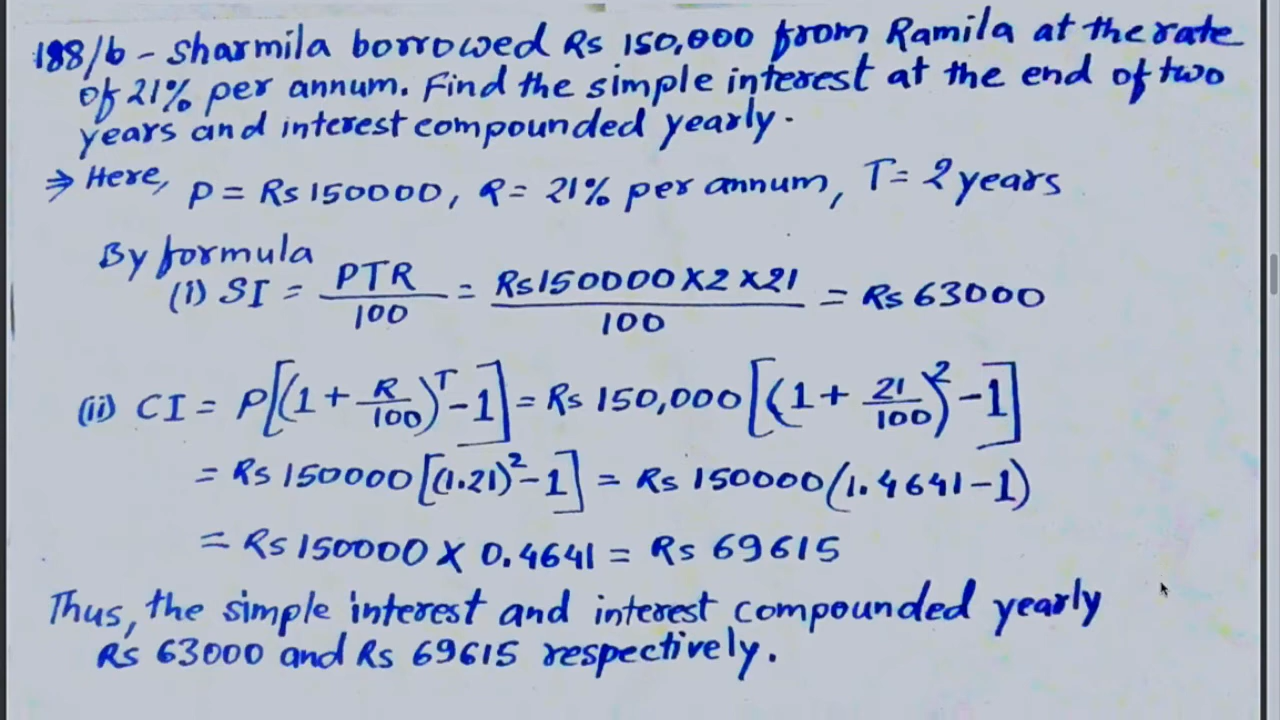 188/b - Sharmila borrowed Rs 150,000 from Ramila at the rate
of 21% per annum. Find the simple interest at the end of two
years and interest compounded yearly.
⇒ Here, P = Rs 150000, R = 21% per annum, T = 2 years
By formula
(i) SI = PTR/100 = Rs 150000 X 2 X 21/100 = Rs 63000
(ii) CI = P[(1 + R/100)^T - 1] = Rs 150,000 [(1 + 21/100)^2 - 1]
= Rs 150000 [(1.21)^2 - 1] = Rs 150000 (1.4641 - 1)
= Rs 150000 X 0.4641 = Rs 69615
Thus, the simple interest and interest compounded yearly
Rs 63000 and Rs 69615 respectively.